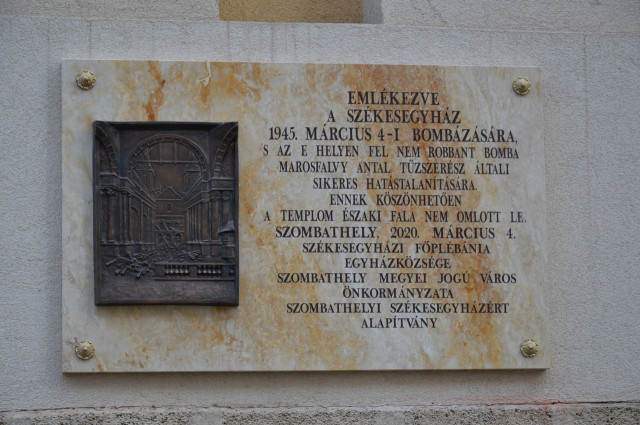 EMLÉKEZVE
A SZÉKESEGYHÁZ
1945. MÁRCIUS 4-I BOMBÁZÁSÁRA,
S AZ E HELYEN FEL NEM ROBBANT BOMBA
MAROSFALVY ANTAL TŰZSZERÉSZ ÁLTALI
SIKERES HATÁSTALANÍTÁSÁRA.
ENNEK KÖSZÖNHETŐEN
A TEMPLOM ÉSZAKI FALA NEM OMLOTT LE.
SZOMBATHELY, 2020. MÁRCIUS 4.
SZÉKESEGYHÁZI FŐPLÉBÁNIA
EGYHÁZKÖZSÉGE
SZOMBATHELY MEGYEI JOGÚ VÁROS
ÖNKORMÁNYZATA
SZOMBATHELYI SZÉKESEGYHÁZÉRT
ALAPÍTVÁNY